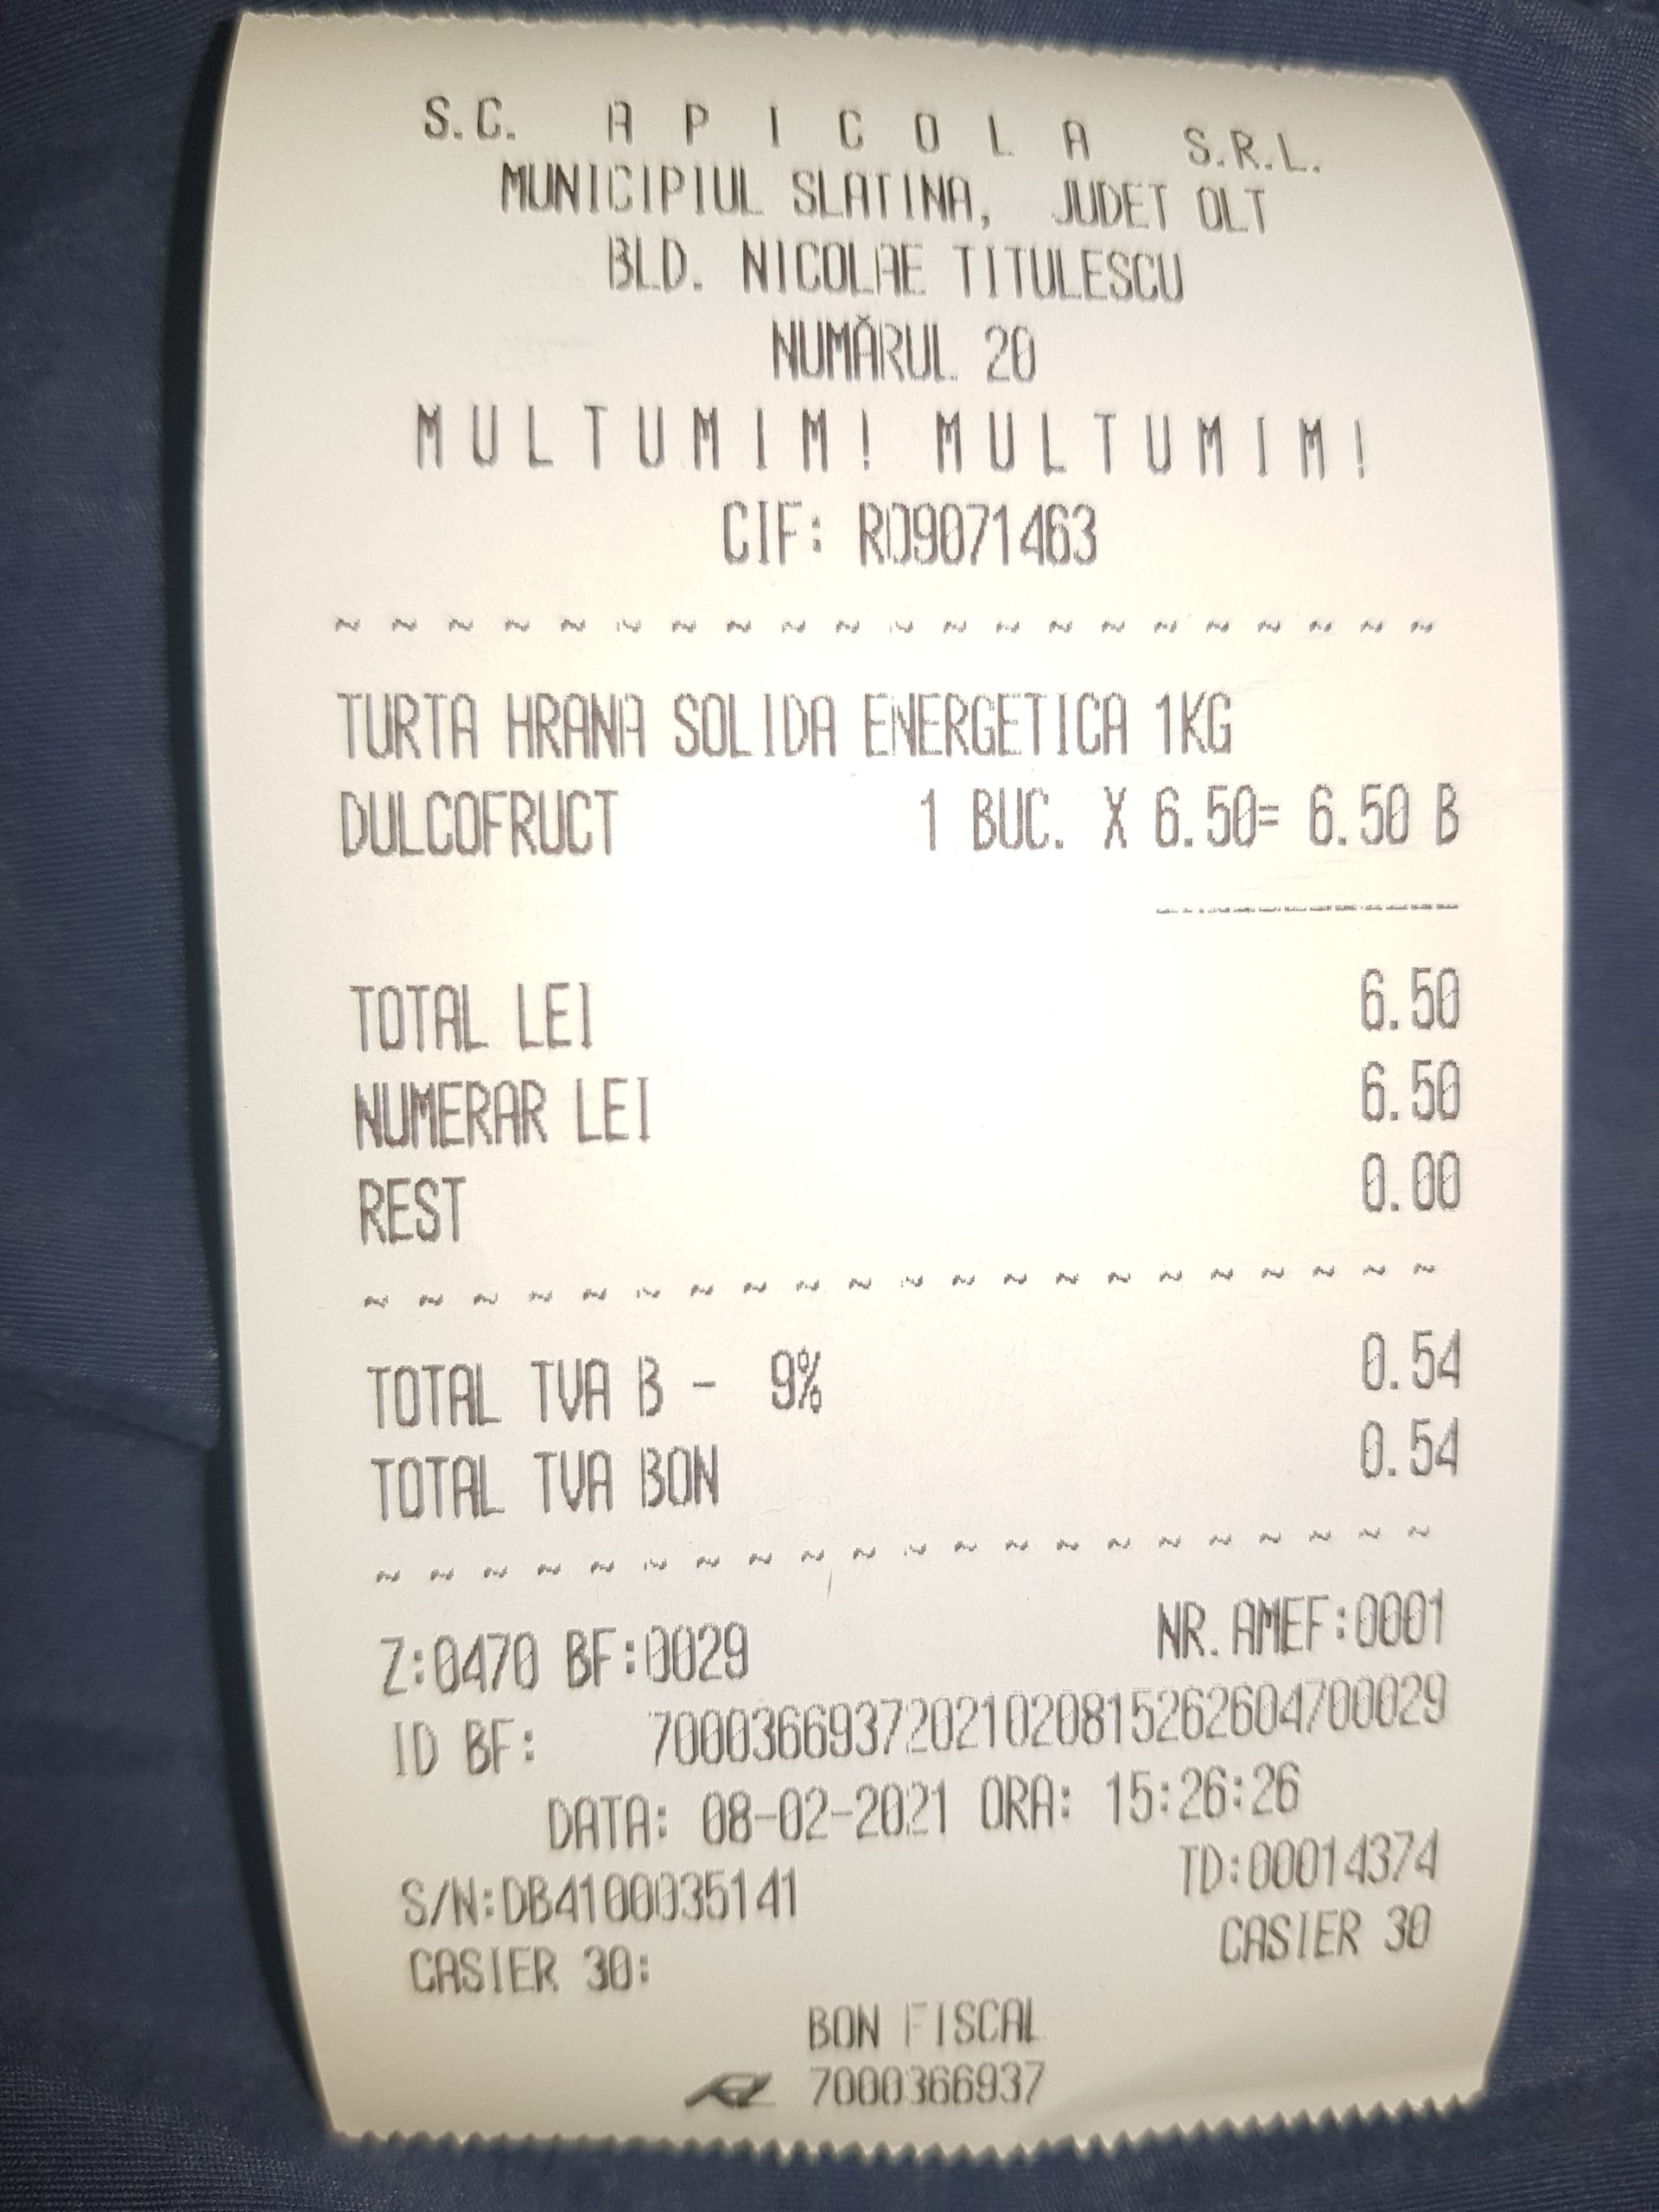 S.C. A P I C O L A S.R.L.
MUNICIPIUL SLATINA, JUDET OLT
BLD. NICOLAE TITULESCU
NUMĂRUL 20
M U L T U M I M ! M U L T U M I M !
CIF: RO9071463
~ ~ ~ ~ ~ ~ ~ ~ ~ ~ ~ ~ ~ ~ ~ ~ ~ ~ ~ ~ ~
TURTA HRANA SOLIDA ENERGETICA 1KG
DULCOFRUCT 1 BUC. X 6.50= 6.50 B
-----------
TOTAL LEI 6.50
NUMERAR LEI 6.50
REST 0.00
~ ~ ~ ~ ~ ~ ~ ~ ~ ~ ~ ~ ~ ~ ~ ~ ~ ~ ~ ~ ~
TOTAL TVA B - 9% 0.54
TOTAL TVA BON 0.54
~ ~ ~ ~ ~ ~ ~ ~ ~ ~ ~ ~ ~ ~ ~ ~ ~ ~ ~ ~ ~
Z:0470 BF:0029 NR.AMEF:0001
ID BF: 70003669372021020815262604700029
DATA: 08-02-2021 ORA: 15:26:26
S/N:DB4100035141 TD:00014374
CASIER 30: CASIER 30
BON FISCAL
7000366937